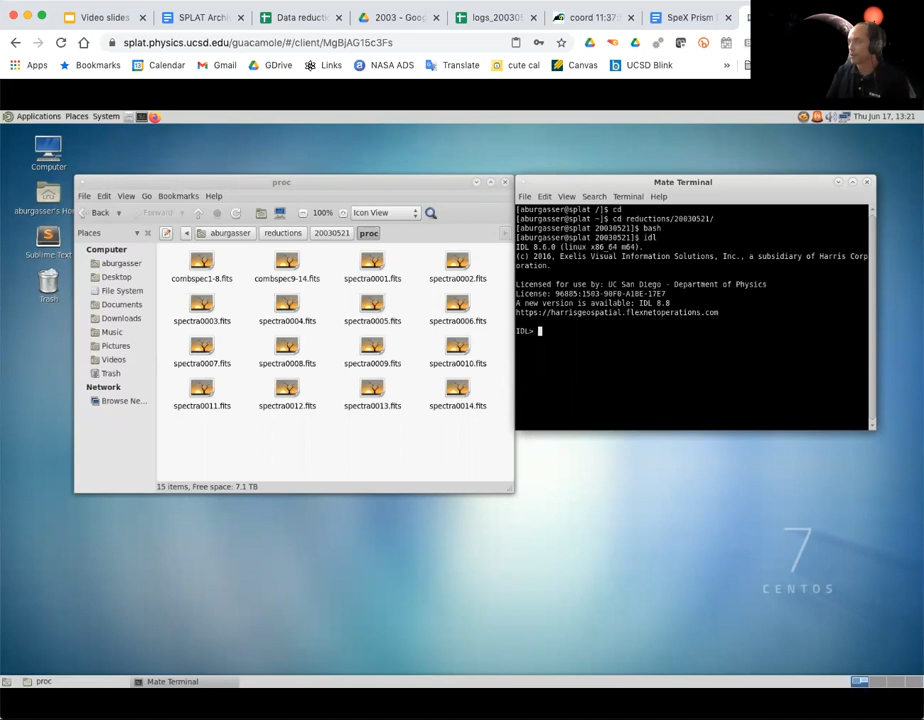 Video slides
SPLAT Archi
Data reducti
2003 - Goo
logs_200305
coord 11:37:
SpeX Prism
splat.physics.ucsd.edu/guacamole/#/client/MgBjAG15c3Fs
Apps
Bookmarks
Calendar
Gmail
GDrive
Links
NASA ADS
Translate
cute cal
Canvas
UCSD Blink
»
Applications Places System
Thu Jun 17, 13:21
Computer
aburgasser's Ho
Sublime Text
Trash
proc
File Edit View Go Bookmarks Help
Back
Forward
100%
Icon View
Places
aburgasser
reductions
20030521
proc
Computer
aburgasser
Desktop
File System
Documents
Downloads
Music
Pictures
Videos
Trash
Network
Browse Ne...
combspec1-8.fits
combspec9-14.fits
spectra0001.fits
spectra0002.fits
spectra0003.fits
spectra0004.fits
spectra0005.fits
spectra0006.fits
spectra0007.fits
spectra0008.fits
spectra0009.fits
spectra0010.fits
spectra0011.fits
spectra0012.fits
spectra0013.fits
spectra0014.fits
15 items, Free space: 7.1 TB
Mate Terminal
File Edit View Search Terminal Help
[aburgasser@splat /]$ cd
[aburgasser@splat ~]$ cd reductions/20030521/
[aburgasser@splat 20030521]$ bash
[aburgasser@splat 20030521]$ idl
IDL 8.6.0 (linux x86_64 m64).
(c) 2016, Exelis Visual Information Solutions, Inc., a subsidiary of Harris Corp
oration.
Licensed for use by: UC San Diego - Department of Physics
License: 96885:1503-90F0-A18E-17E7
A new version is available: IDL 8.8
https://harrisgeospatial.flexnetoperations.com
IDL>
7
CENTOS
proc
Mate Terminal